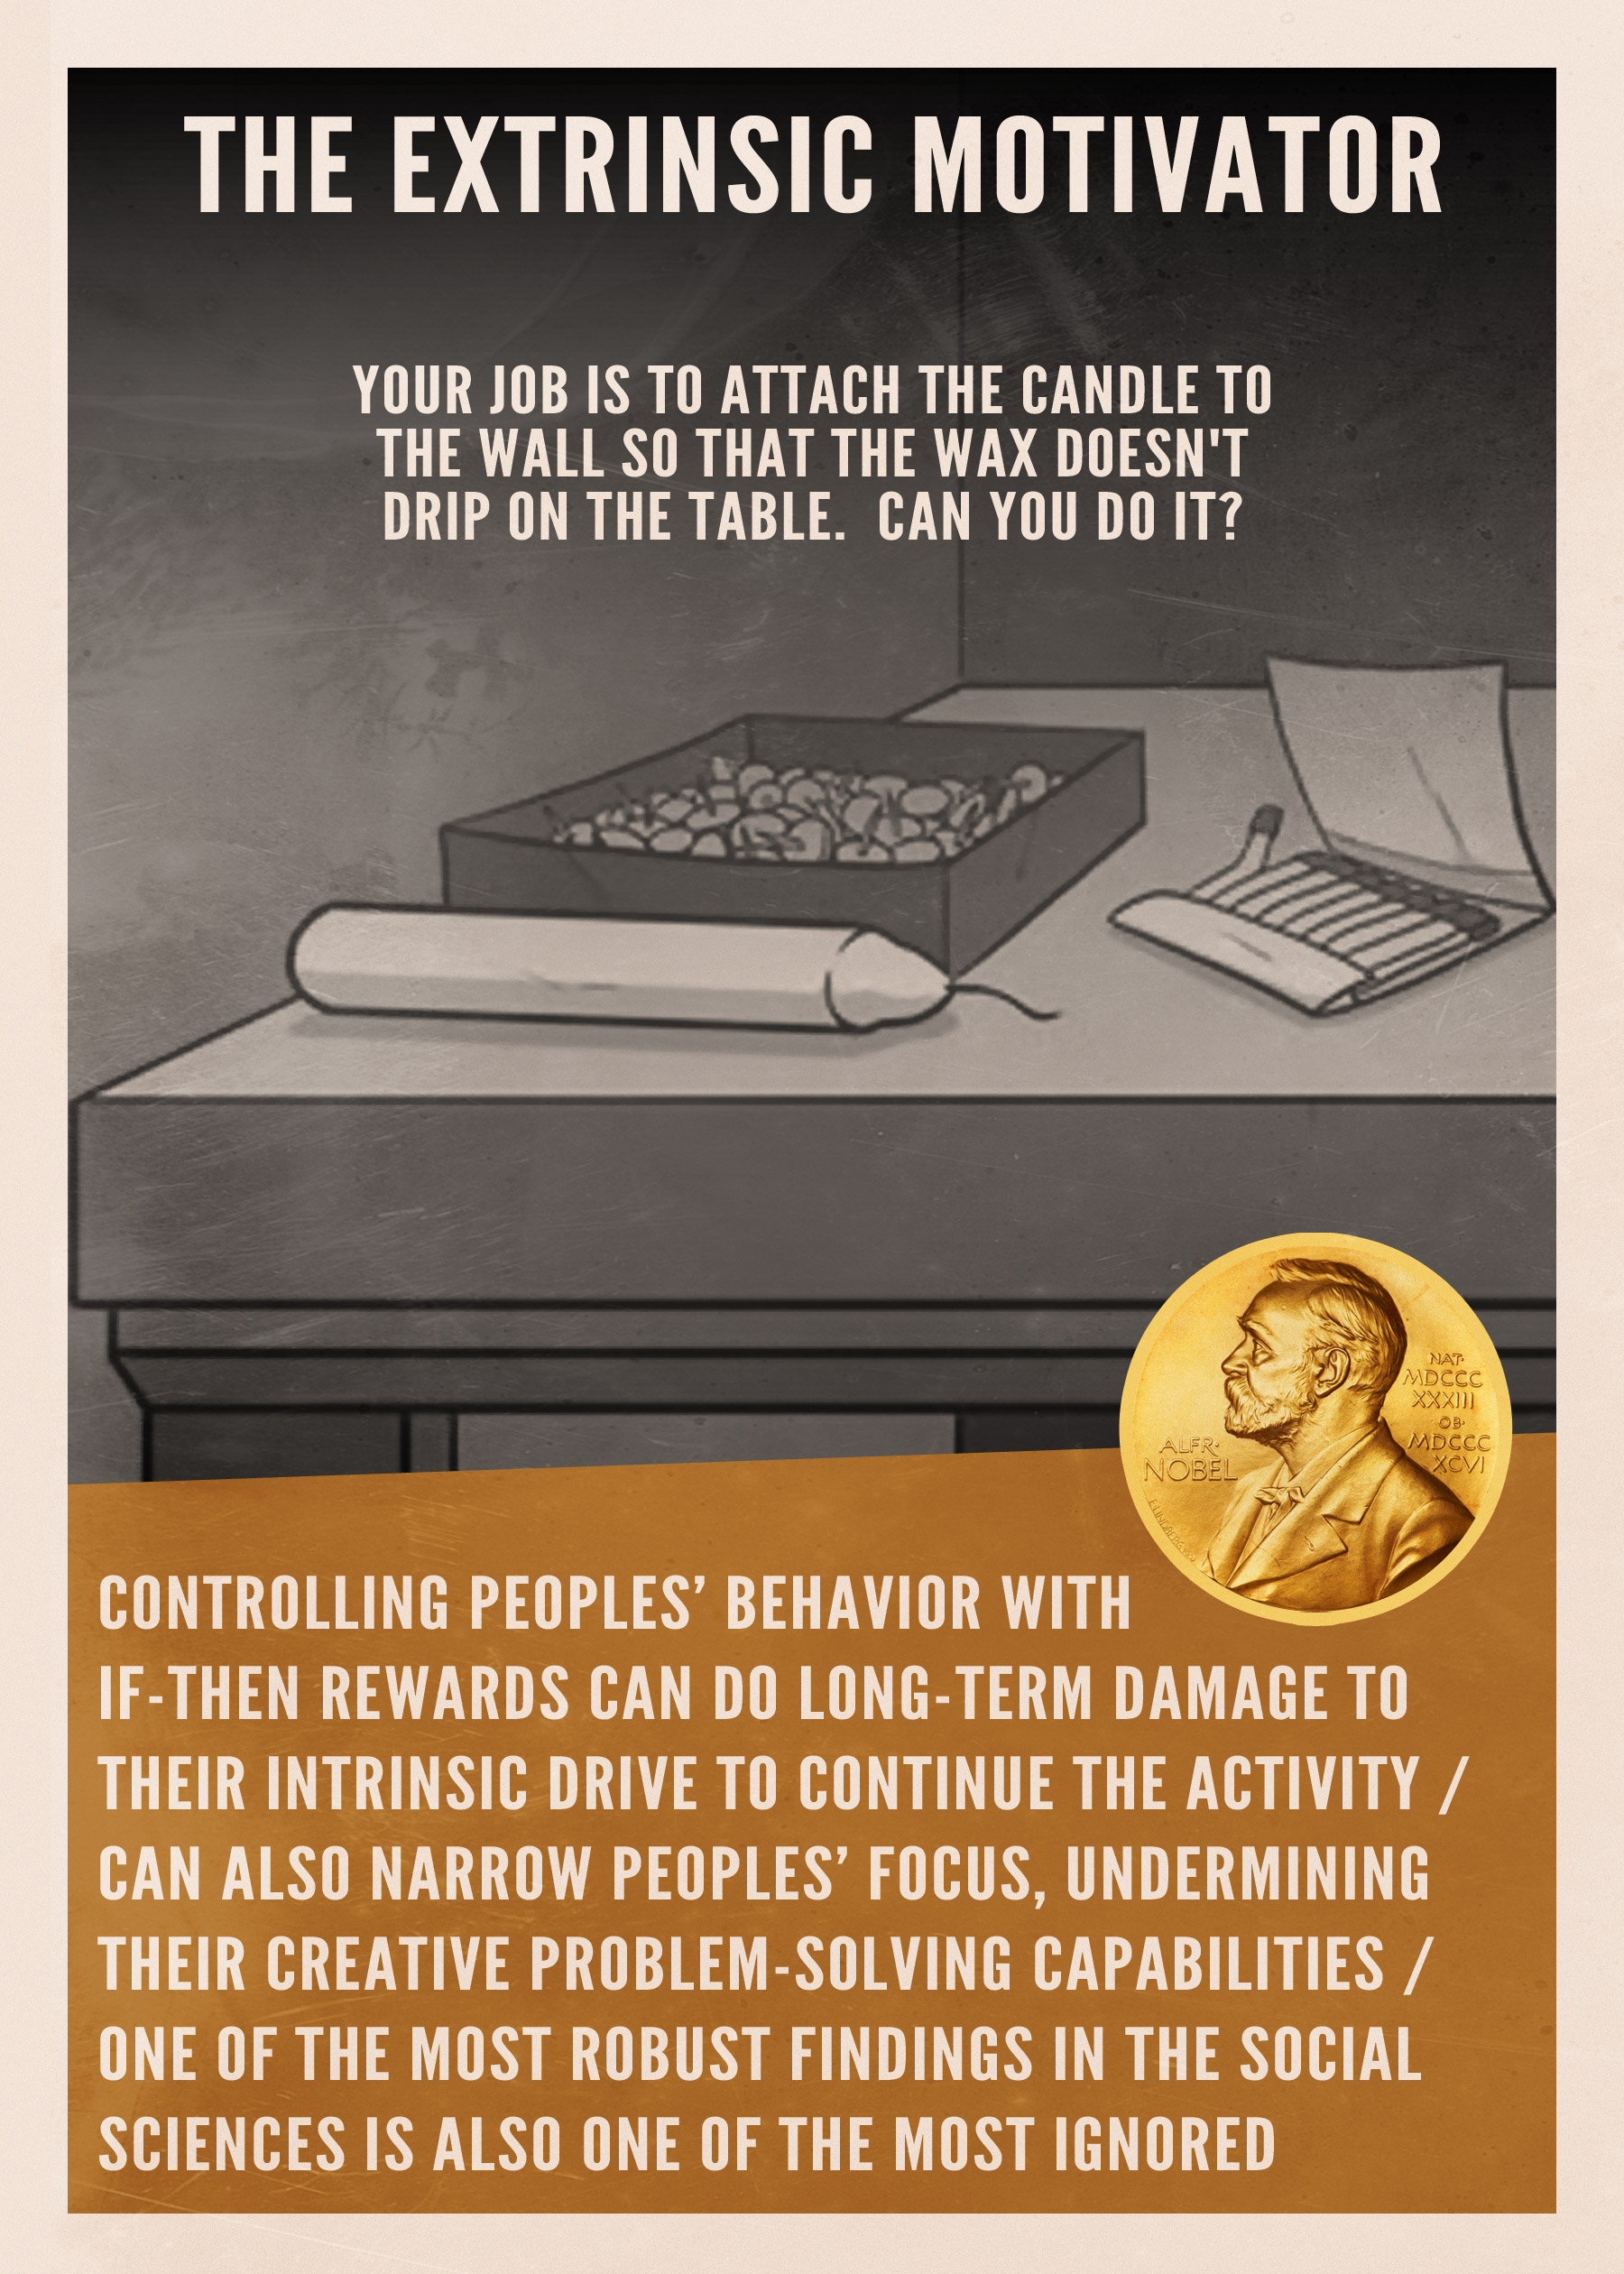 THE EXTRINSIC MOTIVATOR
YOUR JOB IS TO ATTACH THE CANDLE TO
THE WALL SO THAT THE WAX DOESN'T
DRIP ON THE TABLE.  CAN YOU DO IT?
ALFR·
NOBEL
NAT·
MDCCC
XXXIII
OB·
MDCCC
XCVI
CONTROLLING PEOPLES’ BEHAVIOR WITH
IF-THEN REWARDS CAN DO LONG-TERM DAMAGE TO
THEIR INTRINSIC DRIVE TO CONTINUE THE ACTIVITY /
CAN ALSO NARROW PEOPLES’ FOCUS, UNDERMINING
THEIR CREATIVE PROBLEM-SOLVING CAPABILITIES /
ONE OF THE MOST ROBUST FINDINGS IN THE SOCIAL
SCIENCES IS ALSO ONE OF THE MOST IGNORED